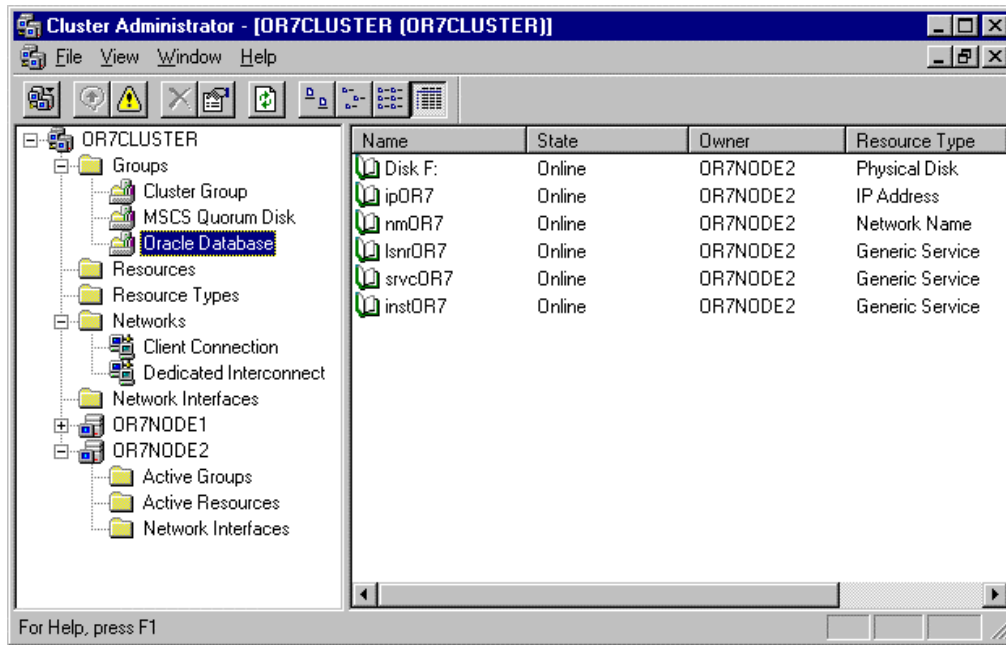 Cluster Administrator - [OR7CLUSTER (OR7CLUSTER)]
File View Window Help
OR7CLUSTER
Groups
Cluster Group
MSCS Quorum Disk
Oracle Database
Resources
Resource Types
Networks
Client Connection
Dedicated Interconnect
Network Interfaces
OR7NODE1
OR7NODE2
Active Groups
Active Resources
Network Interfaces
Name State Owner Resource Type
Disk F: Online OR7NODE2 Physical Disk
ipOR7 Online OR7NODE2 IP Address
nmOR7 Online OR7NODE2 Network Name
lsnrOR7 Online OR7NODE2 Generic Service
srvcOR7 Online OR7NODE2 Generic Service
instOR7 Online OR7NODE2 Generic Service
For Help, press F1